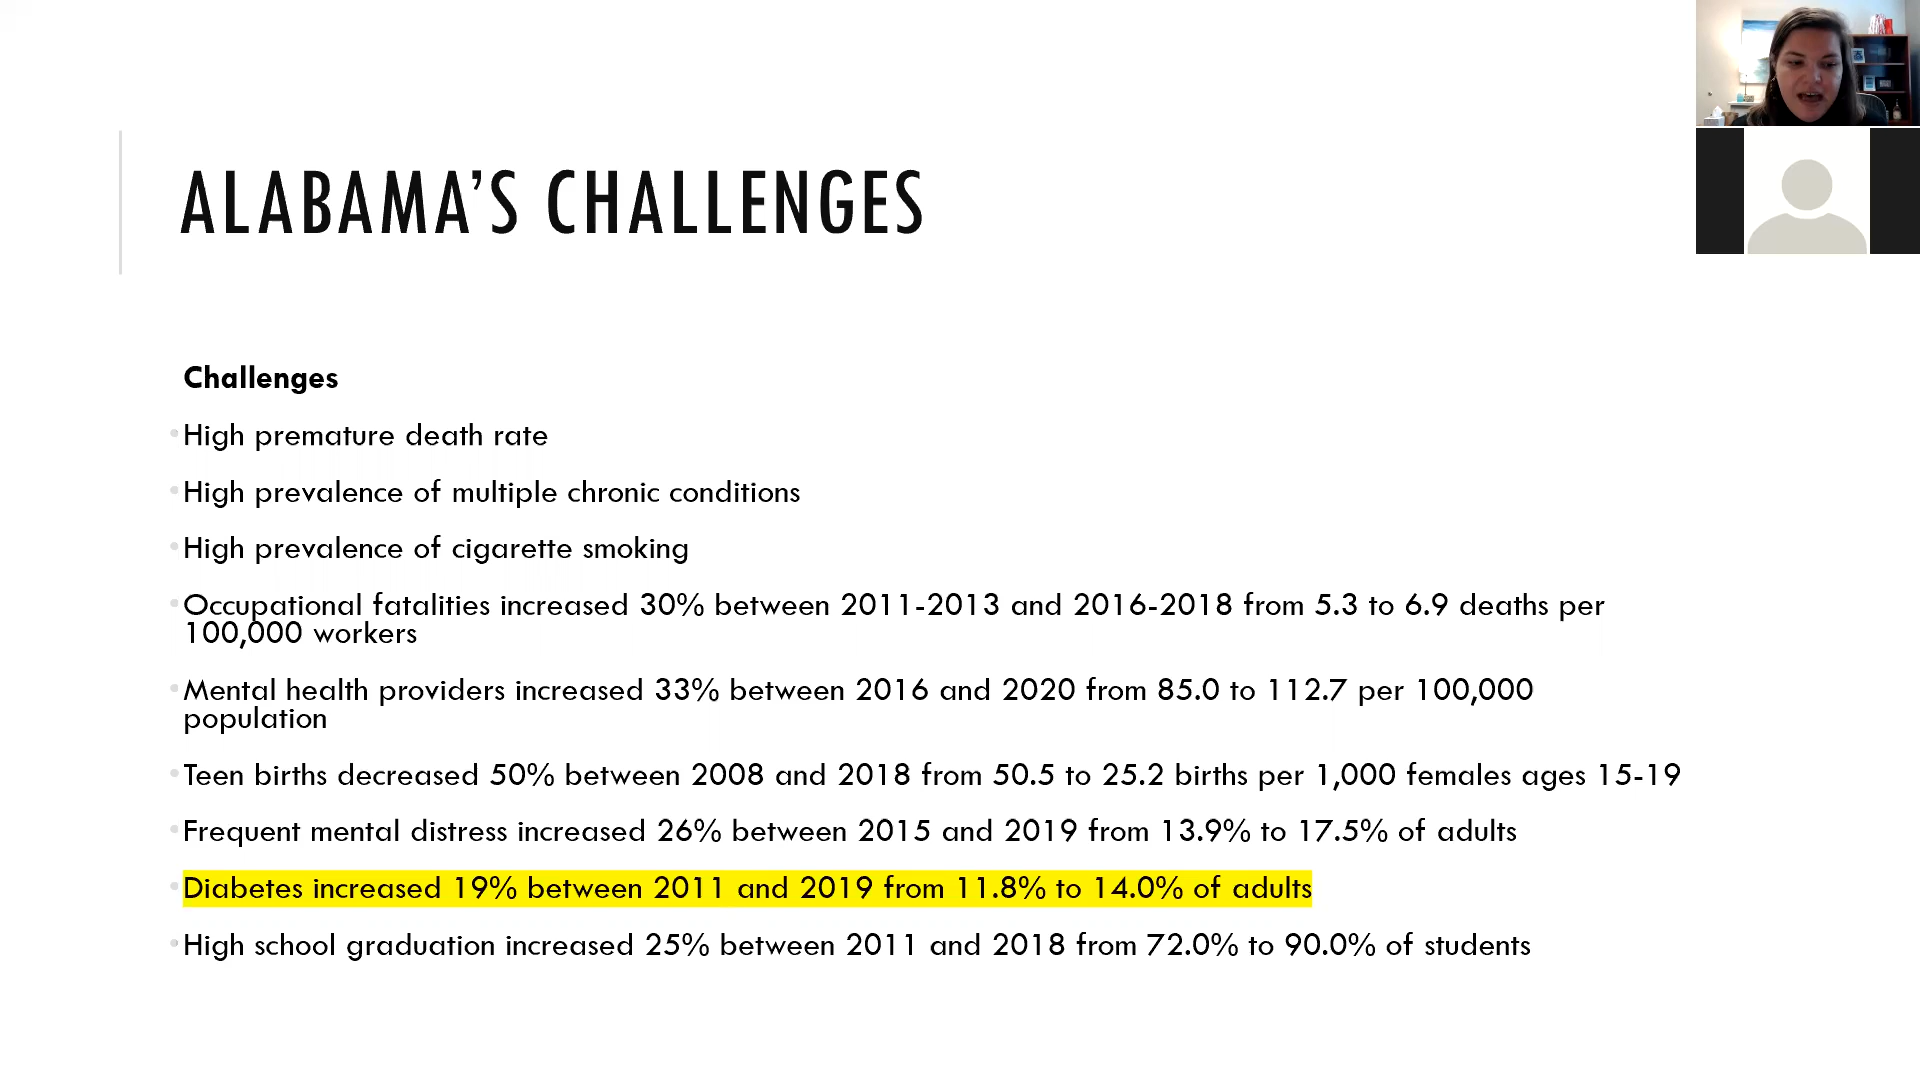 ALABAMA’S CHALLENGES
Challenges
High premature death rate
High prevalence of multiple chronic conditions
High prevalence of cigarette smoking
Occupational fatalities increased 30% between 2011-2013 and 2016-2018 from 5.3 to 6.9 deaths per
100,000 workers
Mental health providers increased 33% between 2016 and 2020 from 85.0 to 112.7 per 100,000
population
Teen births decreased 50% between 2008 and 2018 from 50.5 to 25.2 births per 1,000 females ages 15-19
Frequent mental distress increased 26% between 2015 and 2019 from 13.9% to 17.5% of adults
Diabetes increased 19% between 2011 and 2019 from 11.8% to 14.0% of adults
High school graduation increased 25% between 2011 and 2018 from 72.0% to 90.0% of students